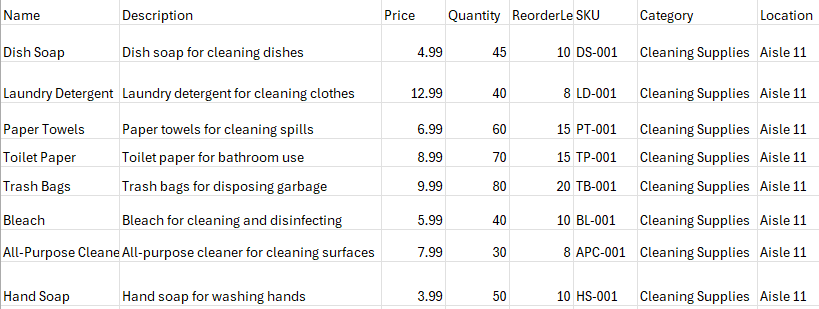 Name Description Price Quantity ReorderLe SKU Category Location
Dish Soap Dish soap for cleaning dishes 4.99 45 10 DS-001 Cleaning Supplies Aisle 11
Laundry Detergent Laundry detergent for cleaning clothes 12.99 40 8 LD-001 Cleaning Supplies Aisle 11
Paper Towels Paper towels for cleaning spills 6.99 60 15 PT-001 Cleaning Supplies Aisle 11
Toilet Paper Toilet paper for bathroom use 8.99 70 15 TP-001 Cleaning Supplies Aisle 11
Trash Bags Trash bags for disposing garbage 9.99 80 20 TB-001 Cleaning Supplies Aisle 11
Bleach Bleach for cleaning and disinfecting 5.99 40 10 BL-001 Cleaning Supplies Aisle 11
All-Purpose Cleane All-purpose cleaner for cleaning surfaces 7.99 30 8 APC-001 Cleaning Supplies Aisle 11
Hand Soap Hand soap for washing hands 3.99 50 10 HS-001 Cleaning Supplies Aisle 11